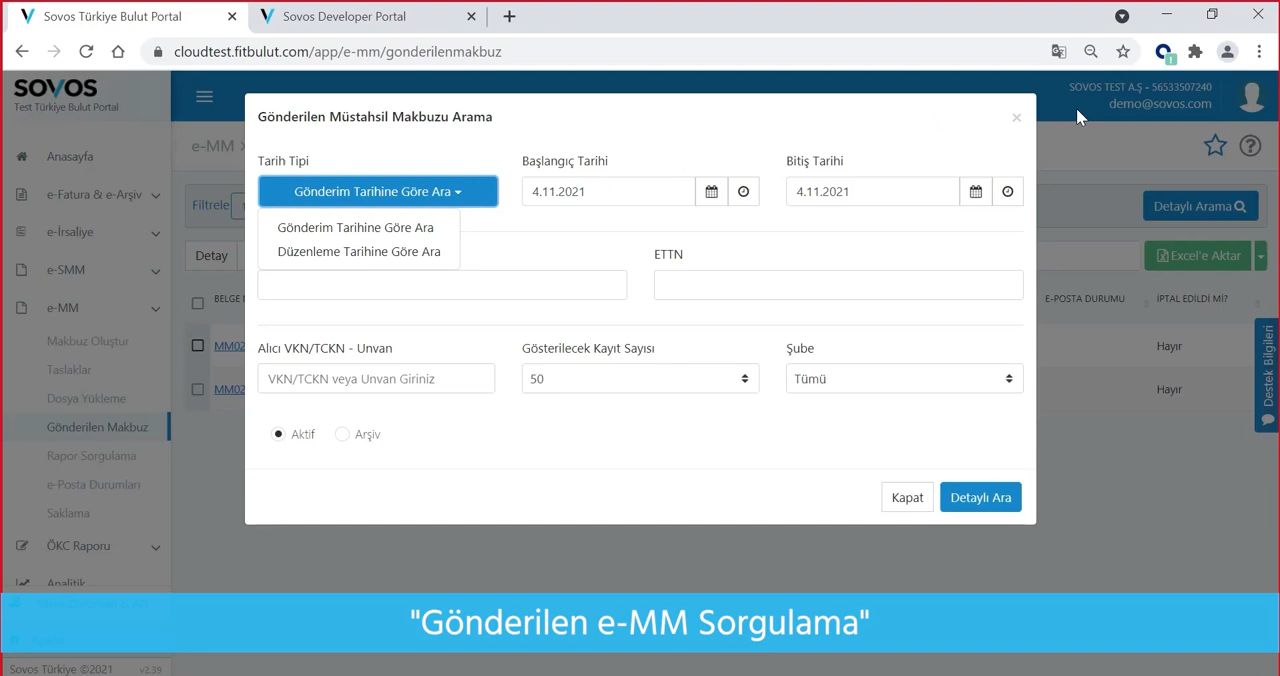 Sovos Türkiye Bulut Portal
Sovos Developer Portal
cloudtest.fitbulut.com/app/e-mm/gonderilenmakbuz
SOVOS
Test Türkiye Bulut Portal
SOVOS TEST A.Ş - 56533507240
demo@sovos.com
Anasayfa
e-Fatura & e-Arşiv
e-İrsaliye
e-SMM
e-MM
Makbuz Oluştur
Taslaklar
Dosya Yükleme
Gönderilen Makbuz
Rapor Sorgulama
e-Posta Durumları
Saklama
ÖKC Raporu
Analitik
Sovos Türkiye ©2021 v2.39
e-MM >
Filtrele
Detaylı Arama
Detay
Excel'e Aktar
BELGE
E-POSTA DURUMU
İPTAL EDİLDİ Mİ?
MM02
Hayır
MM02
Hayır
Destek Bilgileri
Gönderilen Müstahsil Makbuzu Arama
×
Tarih Tipi
Başlangıç Tarihi
Bitiş Tarihi
Gönderim Tarihine Göre Ara
4.11.2021
4.11.2021
Gönderim Tarihine Göre Ara
Düzenleme Tarihine Göre Ara
ETTN
Alıcı VKN/TCKN - Unvan
Gösterilecek Kayıt Sayısı
Şube
VKN/TCKN veya Unvan Giriniz
50
Tümü
Aktif
Arşiv
Kapat
Detaylı Ara
"Gönderilen e-MM Sorgulama"